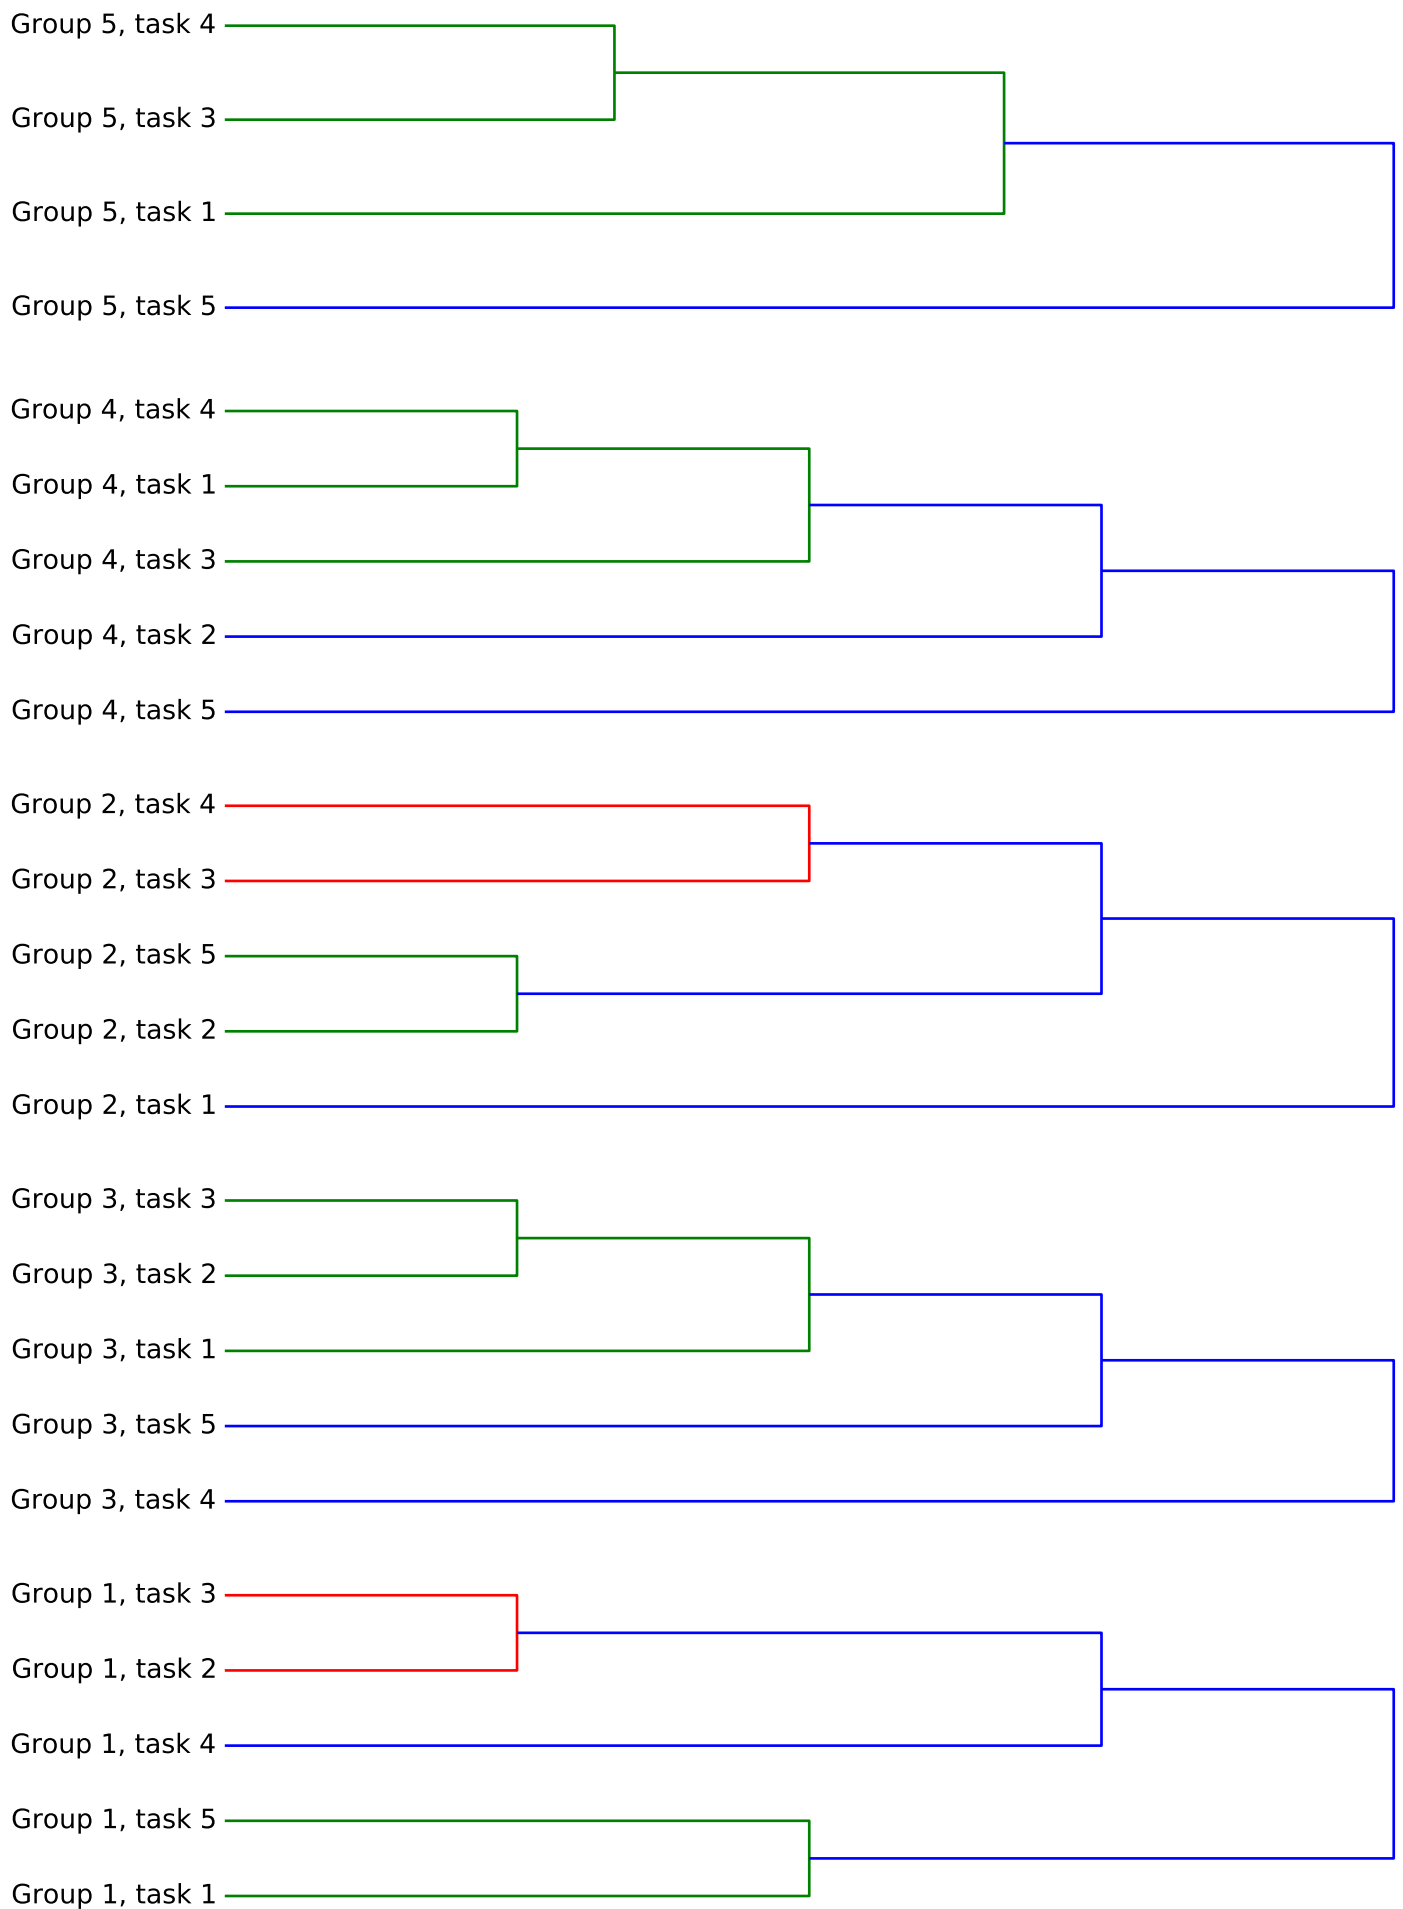 Group 5, task 4
Group 5, task 3
Group 5, task 1
Group 5, task 5
Group 4, task 4
Group 4, task 1
Group 4, task 3
Group 4, task 2
Group 4, task 5
Group 2, task 4
Group 2, task 3
Group 2, task 5
Group 2, task 2
Group 2, task 1
Group 3, task 3
Group 3, task 2
Group 3, task 1
Group 3, task 5
Group 3, task 4
Group 1, task 3
Group 1, task 2
Group 1, task 4
Group 1, task 5
Group 1, task 1